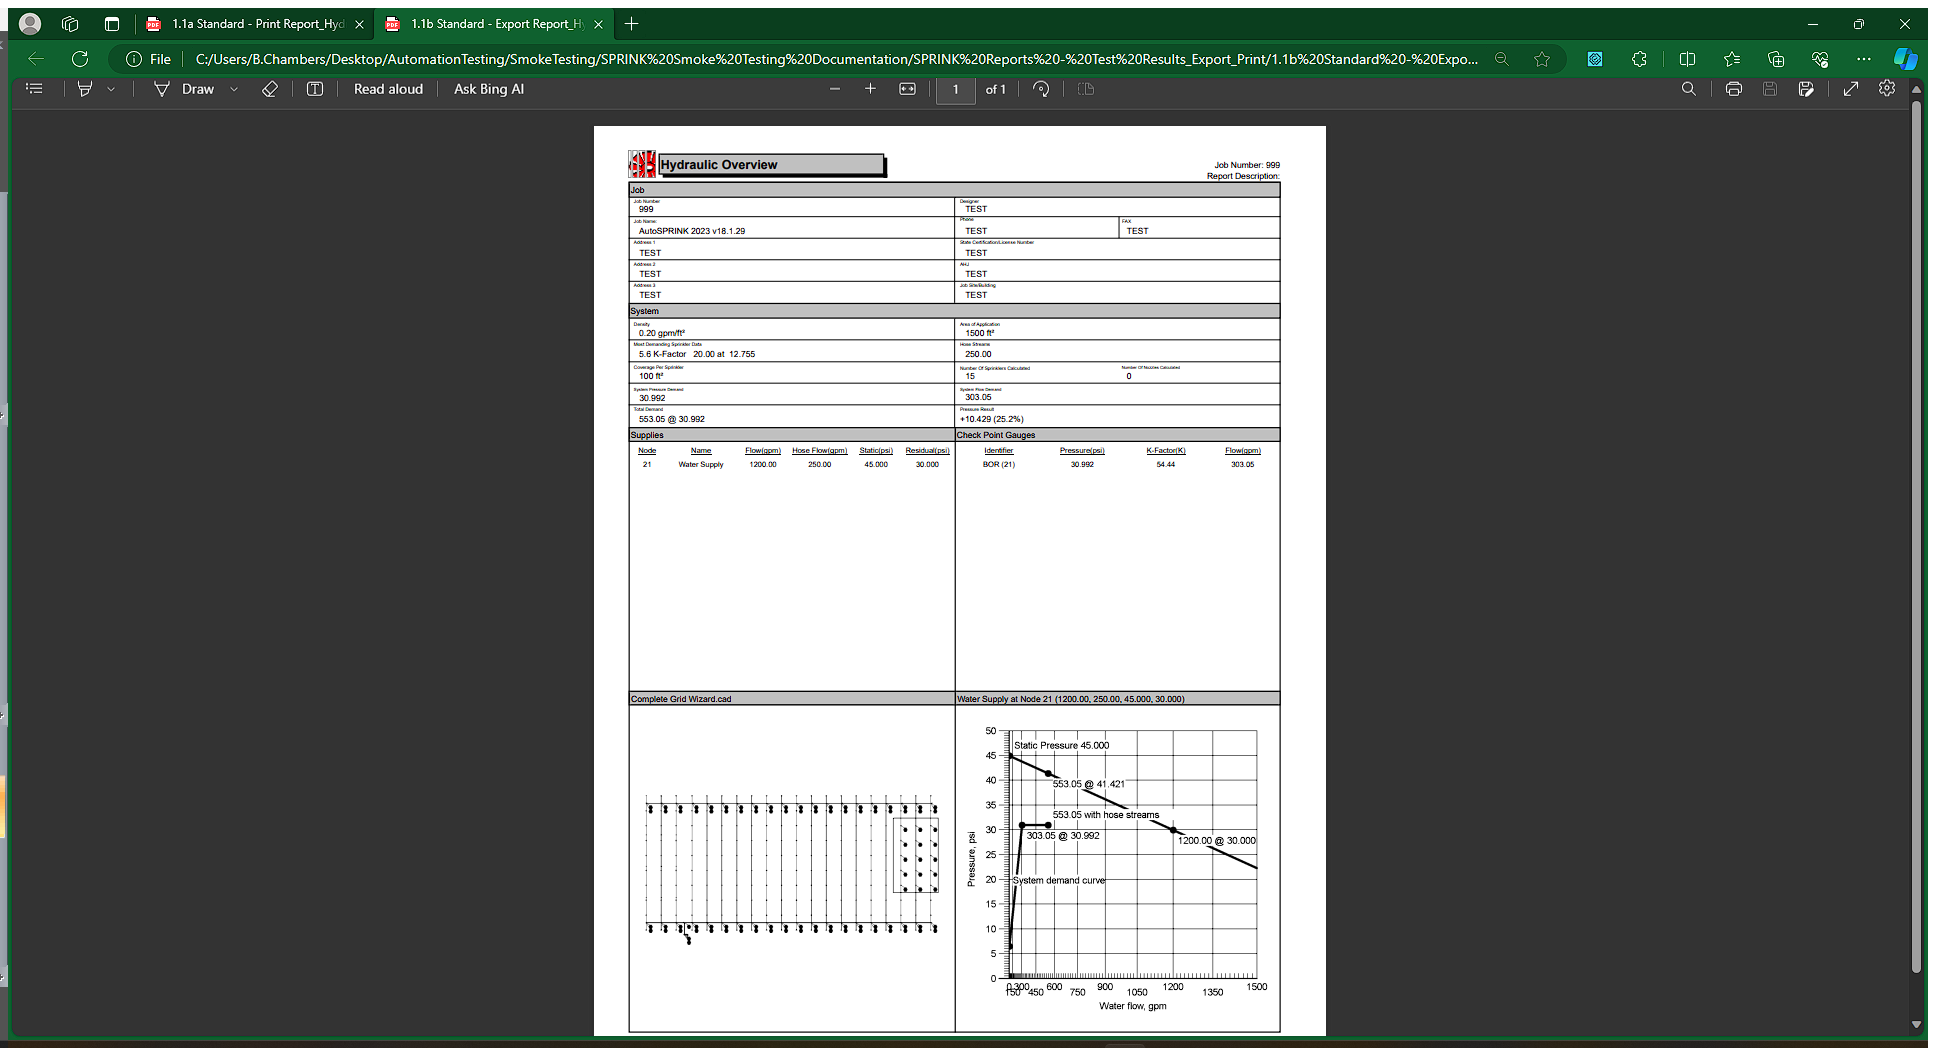 1.1a Standard - Print Report_Hyd
1.1b Standard - Export Report_H
File
C:/Users/B.Chambers/Desktop/AutomationTesting/SmokeTesting/SPRINK%20Smoke%20Testing%20Documentation/SPRINK%20Reports%20-%20Test%20Results_Export_Print/1.1b%20Standard%20-%20Expo...
Draw
Read aloud
Ask Bing AI
1 of 1
Hydraulic Overview
Job Number: 999
Report Description:
Job
Job Number
999
Designer
TEST
Job Name:
AutoSPRINK 2023 v18.1.29
Phone
TEST
FAX
TEST
Address 1
TEST
State Certification/License Number
TEST
Address 2
TEST
AHJ
TEST
Address 3
TEST
Job Site/Building
TEST
System
Density
0.20 gpm/ft²
Area of Application
1500 ft²
Most Demanding Sprinkler Data
5.6 K-Factor 20.00 at 12.755
Hose Streams
250.00
Coverage Per Sprinkler
100 ft²
Number Of Sprinklers Calculated
15
Number Of Nozzles Calculated
0
System Pressure Demand
30.992
System Flow Demand
303.05
Total Demand
553.05 @ 30.992
Pressure Result
+10.429 (25.2%)
Supplies
Check Point Gauges
Node Name Flow(gpm) Hose Flow(gpm) Static(psi) Residual(psi)
21 Water Supply 1200.00 250.00 45.000 30.000
Identifier Pressure(psi) K-Factor(K) Flow(gpm)
BOR (21) 30.992 54.44 303.05
Complete Grid Wizard.cad
Water Supply at Node 21 (1200.00, 250.00, 45.000, 30.000)
50
Static Pressure 45.000
45
40
553.05 @ 41.421
35
553.05 with hose streams
30
303.05 @ 30.992
1200.00 @ 30.000
25
Pressure, psi
20
System demand curve
15
10
5
0
0 300 600 900 1200 1500
150 450 750 1050 1350
Water flow, gpm